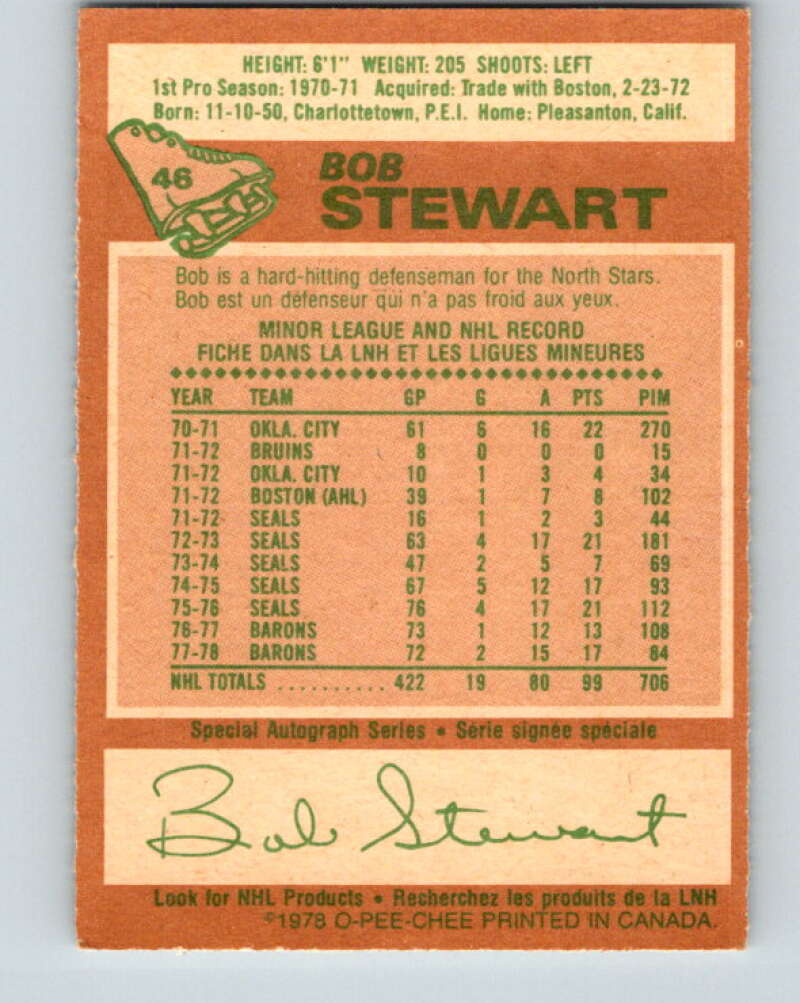 HEIGHT: 6'1" WEIGHT: 205 SHOOTS: LEFT
1st Pro Season: 1970-71 Acquired: Trade with Boston, 2-23-72
Born: 11-10-50, Charlottetown, P.E.I. Home: Pleasanton, Calif.
46
BOB
STEWART
Bob is a hard-hitting defenseman for the North Stars.
Bob est un défenseur qui n'a pas froid aux yeux.
MINOR LEAGUE AND NHL RECORD
FICHE DANS LA LNH ET LES LIGUES MINEURES
YEAR TEAM GP G A PTS PIM
70-71 OKLA. CITY 61 6 16 22 270
71-72 BRUINS 8 0 0 0 15
71-72 OKLA. CITY 10 1 3 4 34
71-72 BOSTON (AHL) 39 1 7 8 102
71-72 SEALS 16 1 2 3 44
72-73 SEALS 63 4 17 21 181
73-74 SEALS 47 2 5 7 69
74-75 SEALS 67 5 12 17 93
75-76 SEALS 76 4 17 21 112
76-77 BARONS 73 1 12 13 108
77-78 BARONS 72 2 15 17 84
NHL TOTALS .......... 422 19 80 99 706
Special Autograph Series • Série signée spéciale
Bob Stewart
Look for NHL Products • Recherchez les produits de la LNH
©1978 O-PEE-CHEE PRINTED IN CANADA.